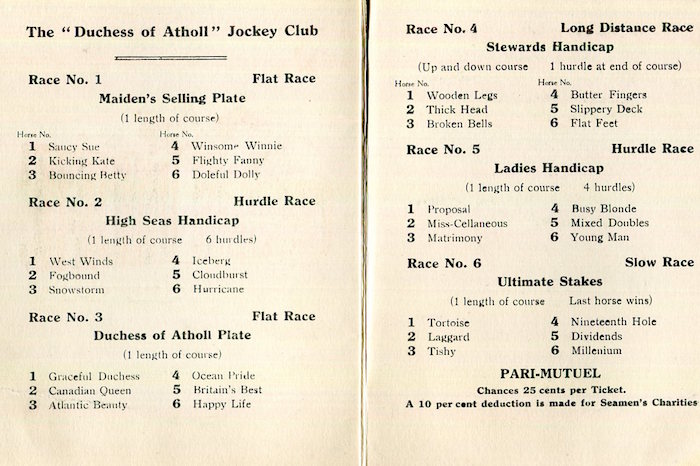 The "Duchess of Atholl" Jockey Club
Race No. 1 Flat Race
Maiden's Selling Plate
(1 length of course)
Horse No. Horse No.
1 Saucy Sue 4 Winsome Winnie
2 Kicking Kate 5 Flighty Fanny
3 Bouncing Betty 6 Doleful Dolly
Race No. 2 Hurdle Race
High Seas Handicap
(1 length of course 6 hurdles)
1 West Winds 4 Iceberg
2 Fogbound 5 Cloudburst
3 Snowstorm 6 Hurricane
Race No. 3 Flat Race
Duchess of Atholl Plate
(1 length of course)
1 Graceful Duchess 4 Ocean Pride
2 Canadian Queen 5 Britain's Best
3 Atlantic Beauty 6 Happy Life
Race No. 4 Long Distance Race
Stewards Handicap
(Up and down course 1 hurdle at end of course)
Horse No. Horse No.
1 Wooden Legs 4 Butter Fingers
2 Thick Head 5 Slippery Deck
3 Broken Bells 6 Flat Feet
Race No. 5 Hurdle Race
Ladies Handicap
(1 length of course 4 hurdles)
1 Proposal 4 Busy Blonde
2 Miss-Cellaneous 5 Mixed Doubles
3 Matrimony 6 Young Man
Race No. 6 Slow Race
Ultimate Stakes
(1 length of course Last horse wins)
1 Tortoise 4 Nineteenth Hole
2 Laggard 5 Dividends
3 Tishy 6 Millenium
PARI-MUTUEL
Chances 25 cents per Ticket.
A 10 per cent deduction is made for Seamen's Charities